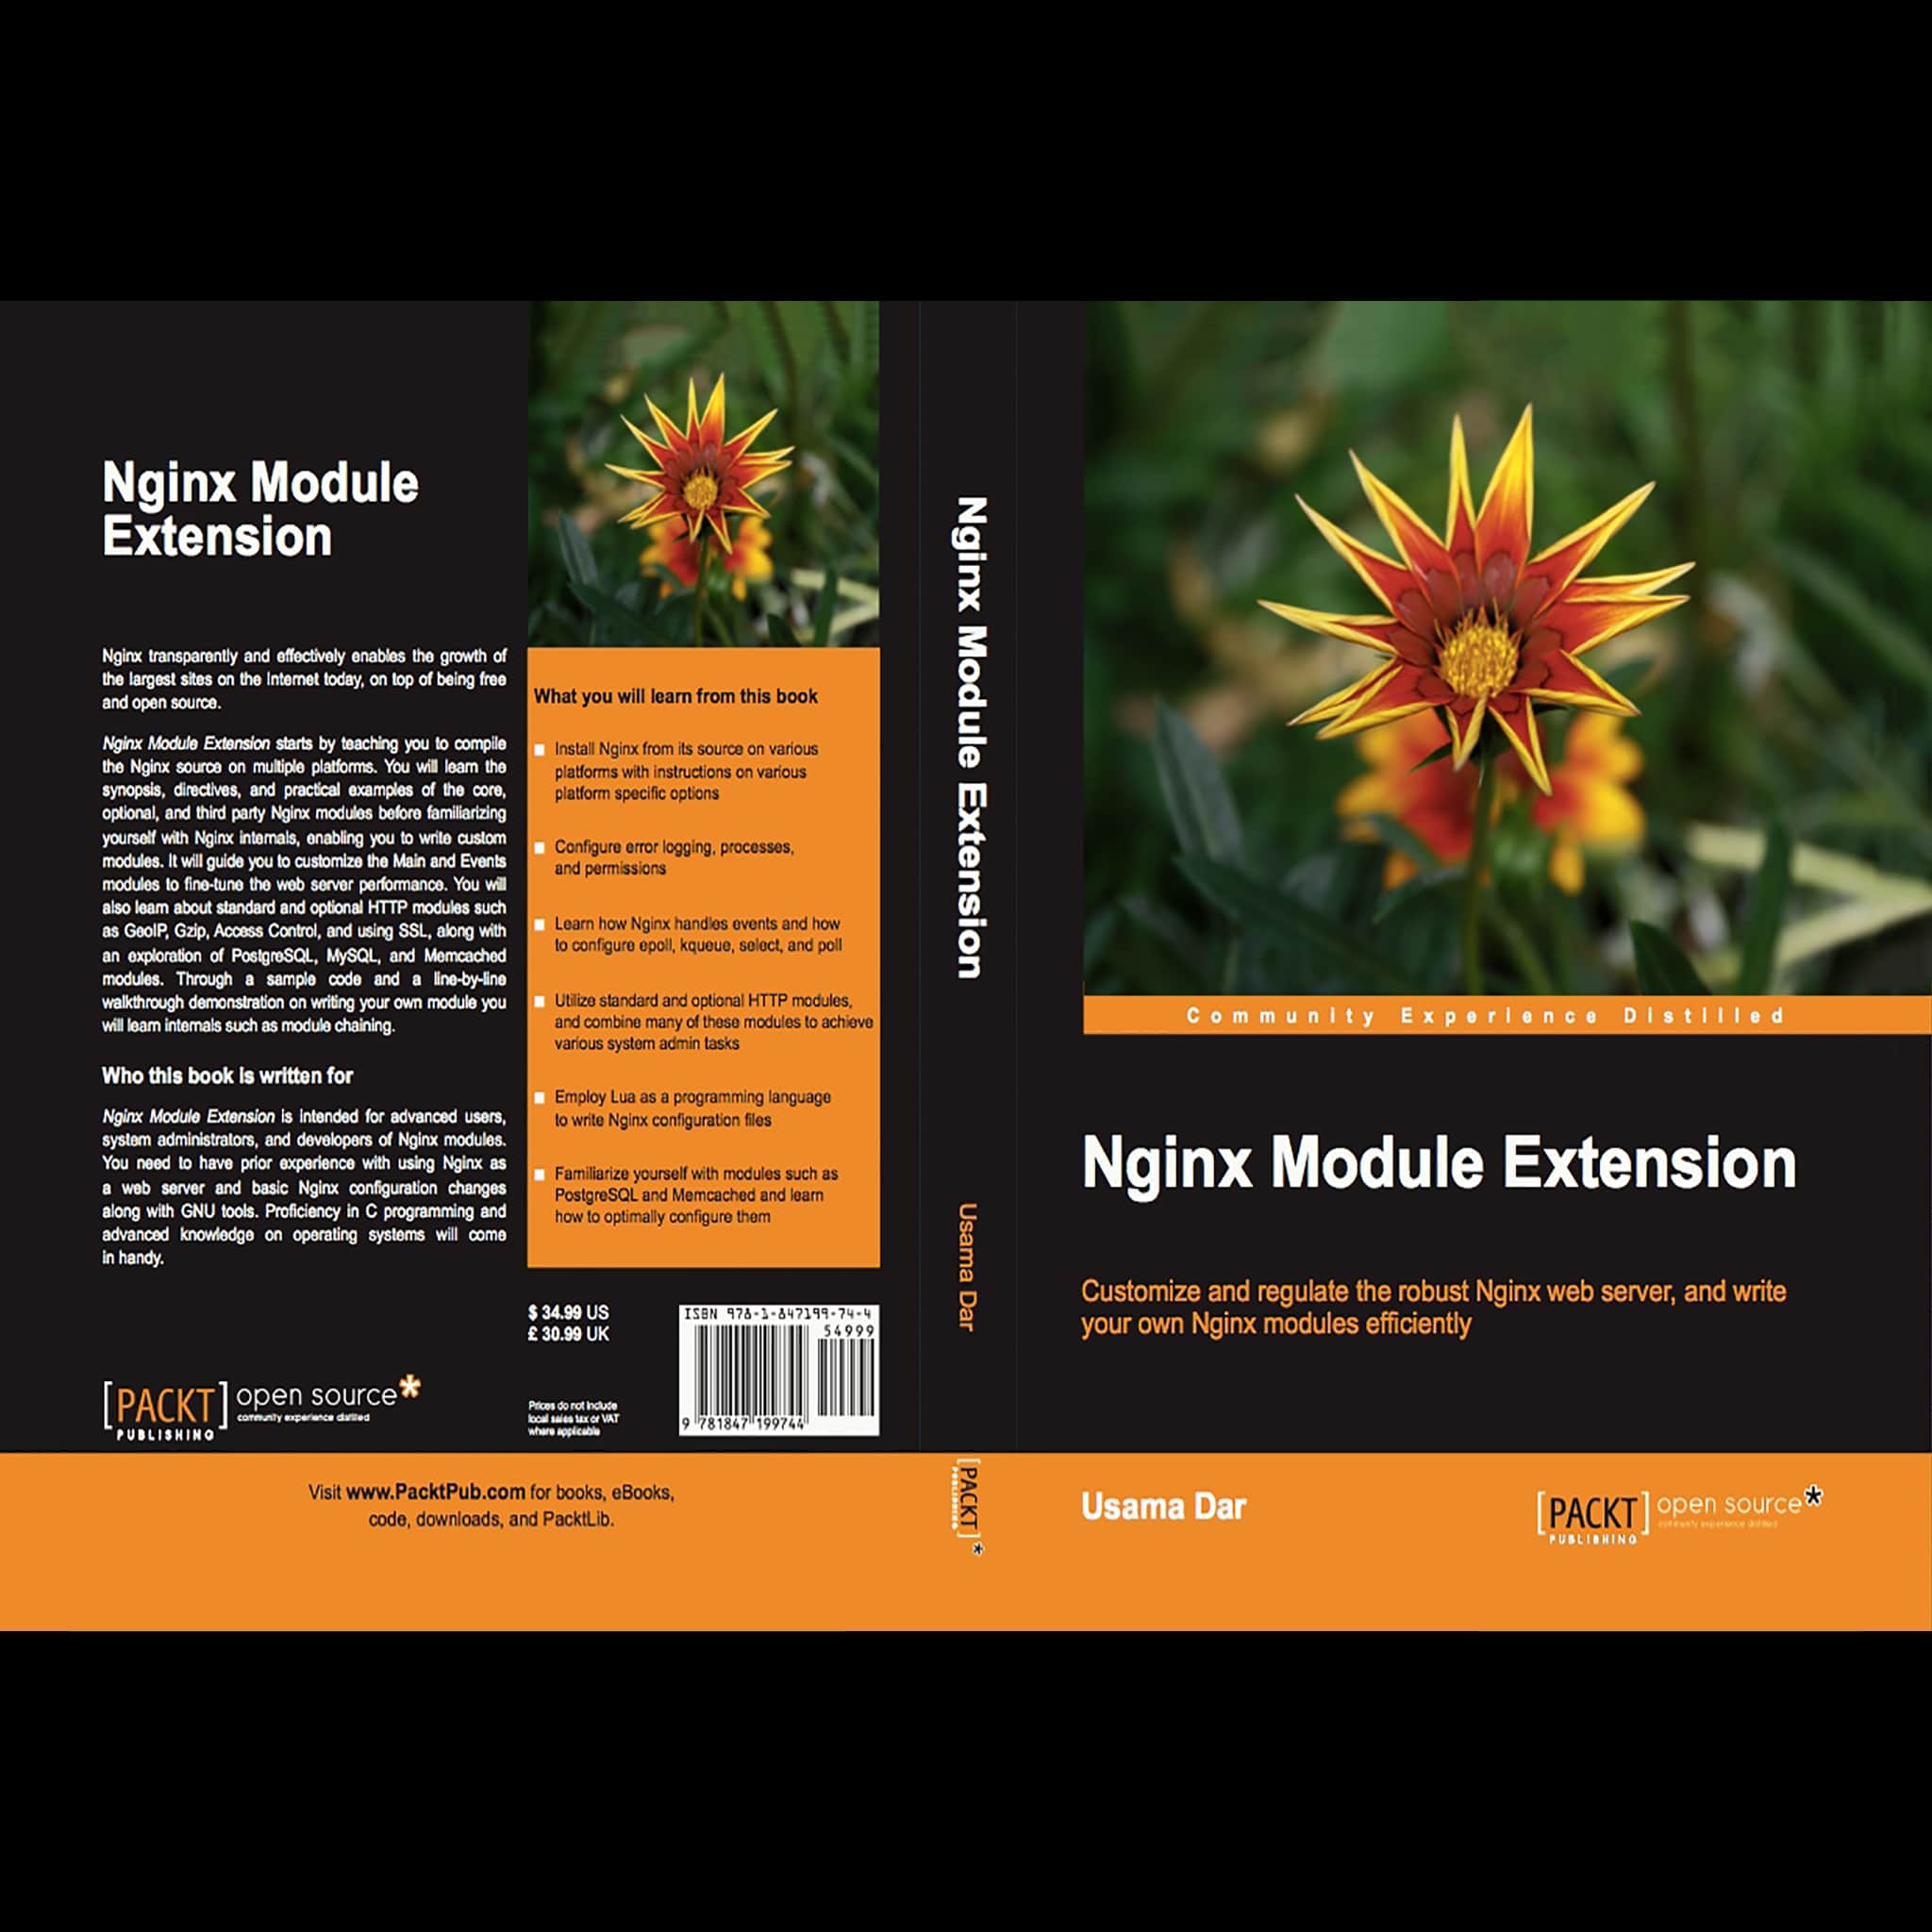 Nginx Module
Extension
Nginx transparently and effectively enables the growth of
the largest sites on the Internet today, on top of being free
and open source.
Nginx Module Extension starts by teaching you to compile
the Nginx source on multiple platforms. You will learn the
synopsis, directives, and practical examples of the core,
optional, and third party Nginx modules before familiarizing
yourself with Nginx internals, enabling you to write custom
modules. It will guide you to customize the Main and Events
modules to fine-tune the web server performance. You will
also learn about standard and optional HTTP modules such
as GeoIP, Gzip, Access Control, and using SSL, along with
an exploration of PostgreSQL, MySQL, and Memcached
modules. Through a sample code and a line-by-line
walkthrough demonstration on writing your own module you
will learn internals such as module chaining.
Who this book is written for
Nginx Module Extension is intended for advanced users,
system administrators, and developers of Nginx modules.
You need to have prior experience with using Nginx as
a web server and basic Nginx configuration changes
along with GNU tools. Proficiency in C programming and
advanced knowledge on operating systems will come
in handy.
[PACKT] open source*
PUBLISHING community experience distilled
What you will learn from this book
Install Nginx from its source on various
platforms with instructions on various
platform specific options
Configure error logging, processes,
and permissions
Learn how Nginx handles events and how
to configure epoll, kqueue, select, and poll
Utilize standard and optional HTTP modules,
and combine many of these modules to achieve
various system admin tasks
Employ Lua as a programming language
to write Nginx configuration files
Familiarize yourself with modules such as
PostgreSQL and Memcached and learn
how to optimally configure them
$ 34.99 US
£ 30.99 UK
Prices do not include
local sales tax or VAT
where applicable
ISBN 978-1-847199-74-4
54999
9 781847 199744
Visit www.PacktPub.com for books, eBooks,
code, downloads, and PacktLib.
Nginx Module Extension
Usama Dar
[PACKT]*
PUBLISHING
Community Experience Distilled
Nginx Module Extension
Customize and regulate the robust Nginx web server, and write
your own Nginx modules efficiently
Usama Dar
[PACKT] open source*
PUBLISHING community experience distilled